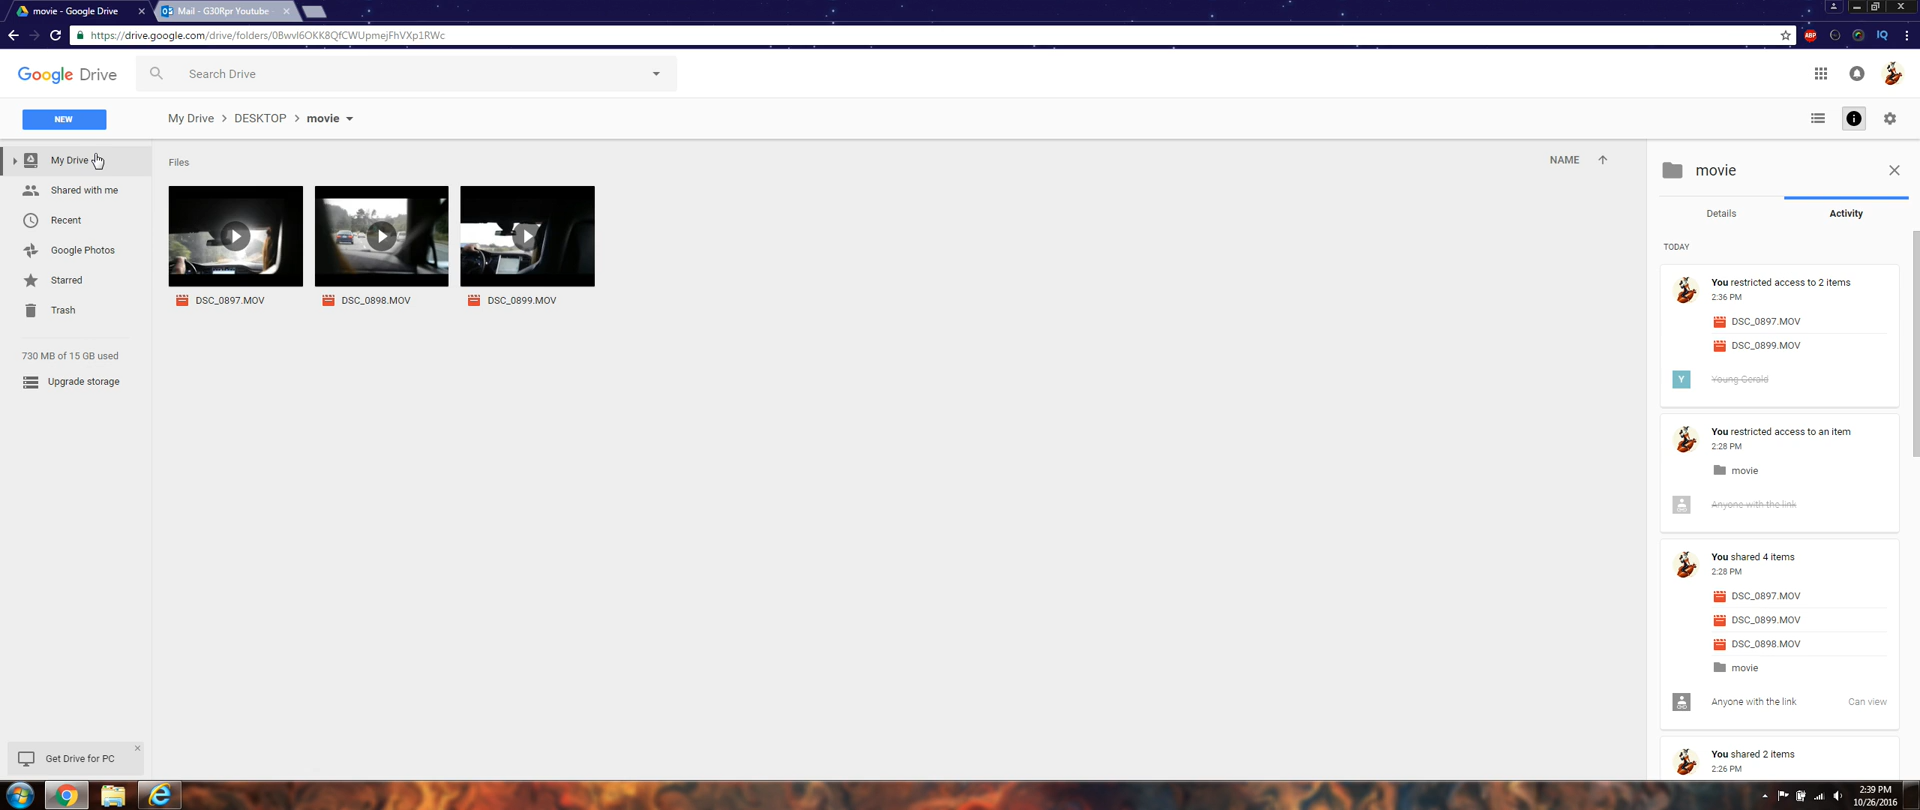 movie - Google Drive
Mail - G30Rpr Youtube
https://drive.google.com/drive/folders/0Bwvl6OKK8QfCWUpmejFhVXp1RWc
ABP
IQ
Google Drive
Search Drive
NEW
My Drive > DESKTOP > movie
My Drive
Shared with me
Recent
Google Photos
Starred
Trash
730 MB of 15 GB used
Upgrade storage
Get Drive for PC
Files
NAME
DSC_0897.MOV
DSC_0898.MOV
DSC_0899.MOV
movie
Details
Activity
TODAY
You restricted access to 2 items
2:36 PM
DSC_0897.MOV
DSC_0899.MOV
Y
Young Gerald
You restricted access to an item
2:28 PM
movie
Anyone with the link
You shared 4 items
2:28 PM
DSC_0897.MOV
DSC_0899.MOV
DSC_0898.MOV
movie
Anyone with the link Can view
You shared 2 items
2:26 PM
2:39 PM
10/26/2016